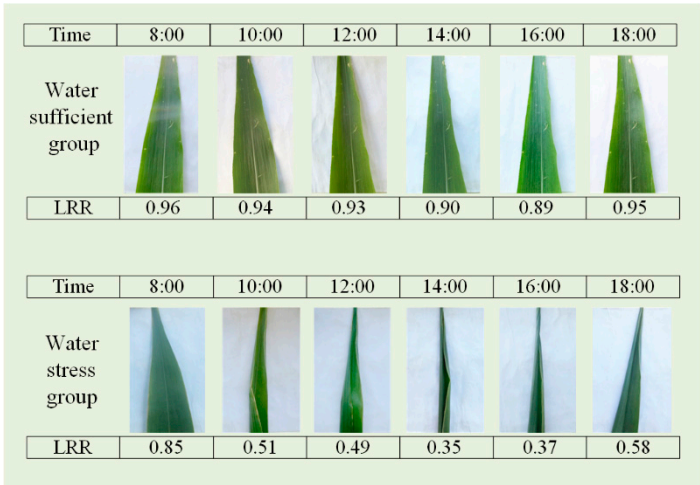 Time 8:00 10:00 12:00 14:00 16:00 18:00
Water
sufficient
group
LRR 0.96 0.94 0.93 0.90 0.89 0.95
Time 8:00 10:00 12:00 14:00 16:00 18:00
Water
stress
group
LRR 0.85 0.51 0.49 0.35 0.37 0.58